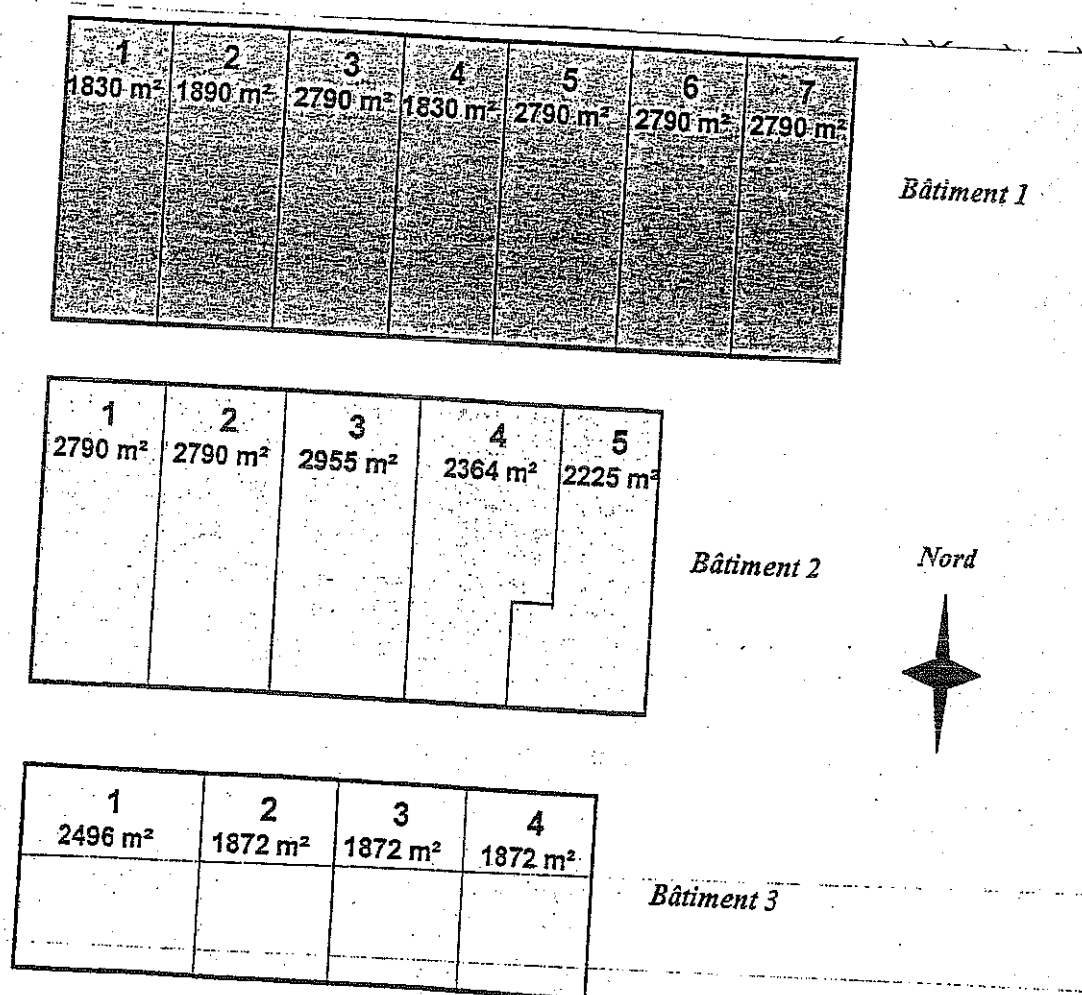 1 2 3 4 5 6 7
1830 m² 1890 m² 2790 m² 1830 m² 2790 m² 2790 m² 2790 m²
Bâtiment 1
1 2 3 4 5
2790 m² 2790 m² 2955 m² 2364 m² 2225 m²
Bâtiment 2
Nord
1 2 3 4
2496 m² 1872 m² 1872 m² 1872 m²
Bâtiment 3